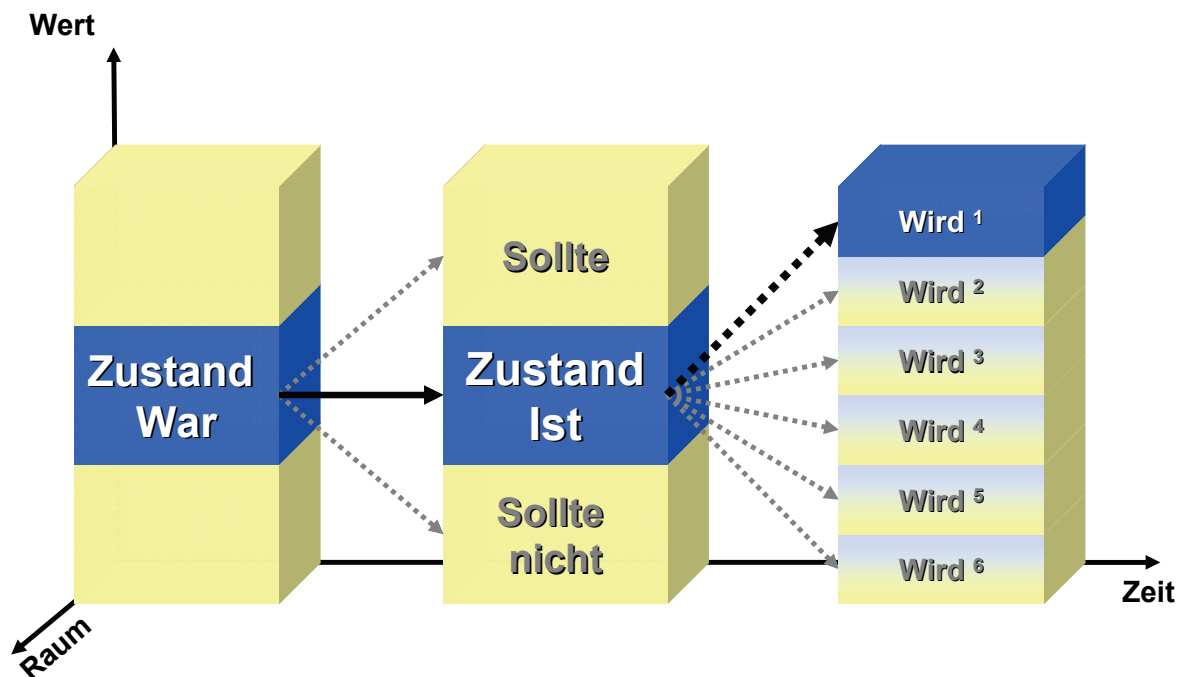 Wert
Zustand
War
Sollte
Zustand
Ist
Sollte
nicht
Wird ¹
Wird ²
Wird ³
Wird ⁴
Wird ⁵
Wird ⁶
Zeit
Raum